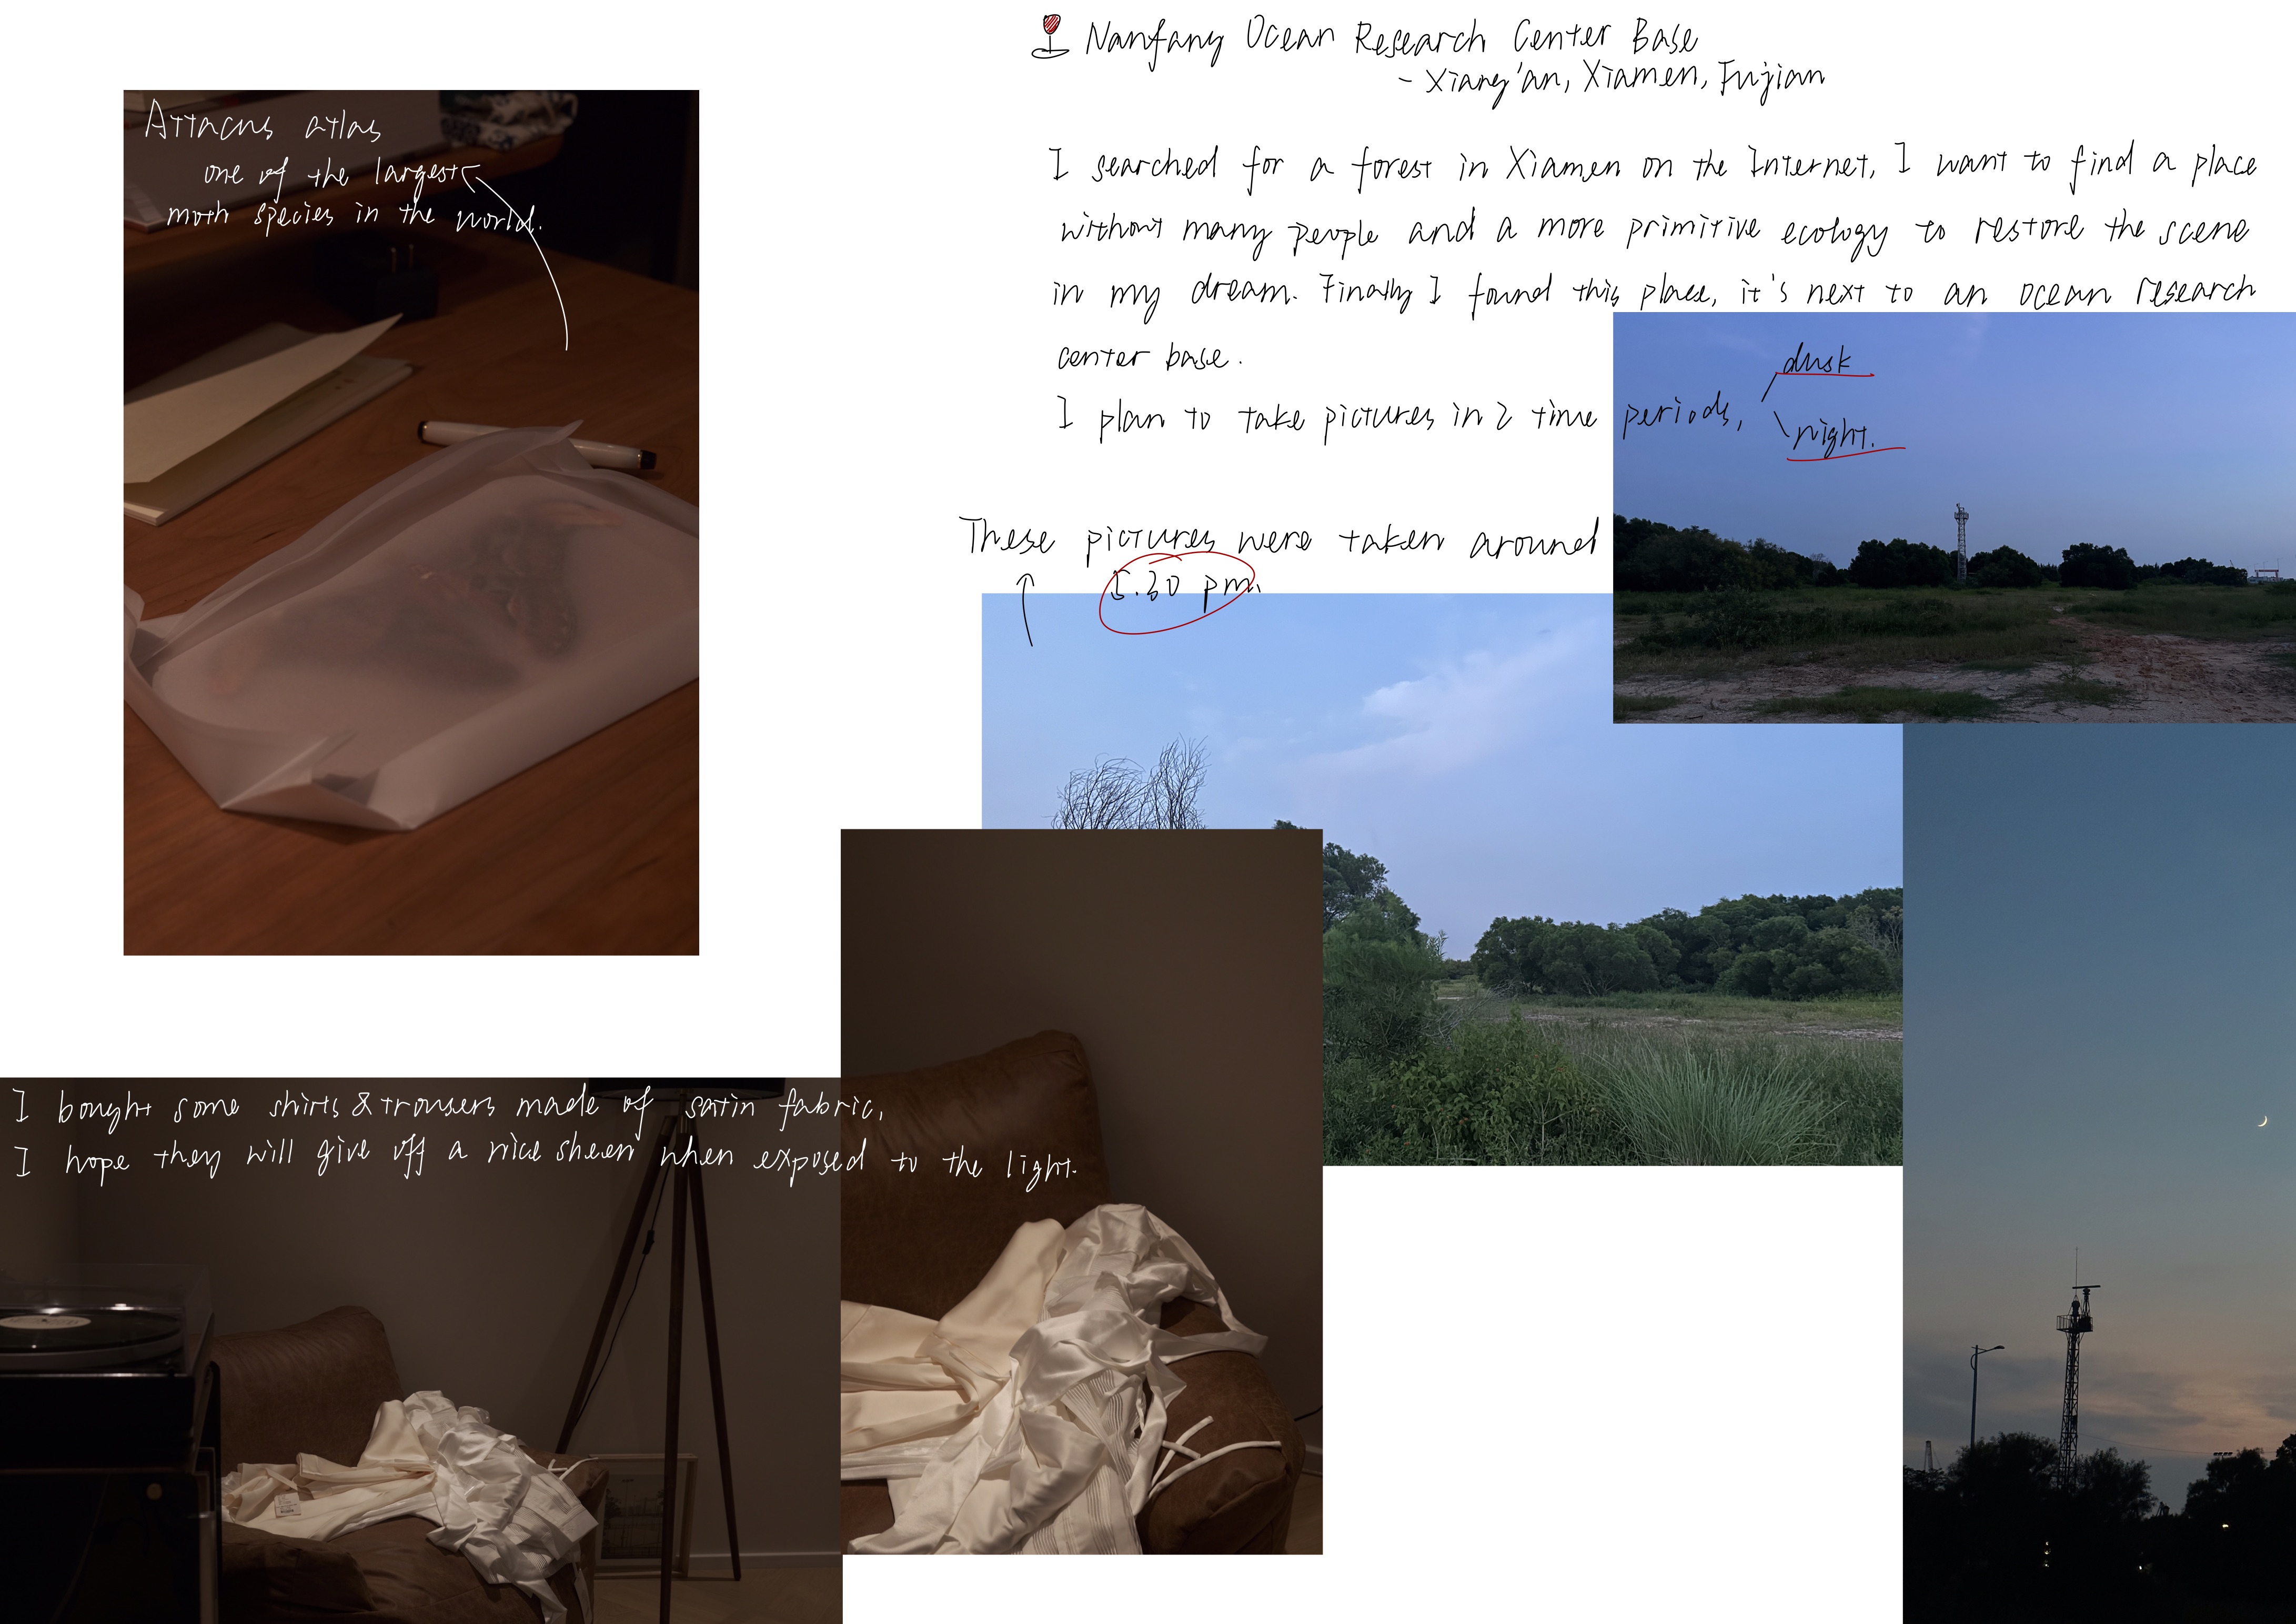 Attacus atlas
one of the largest
moth species in the world.
Nanfang Ocean Research Center Base
- Xiang'an, Xiamen, Fujian
I searched for a forest in Xiamen on the Internet, I want to find a place
without many people and a more primitive ecology to restore the scene
in my dream. Finally I found this place, it's next to an ocean research
center base.
I plan to take pictures in 2 time periods,
dusk
night.
These pictures were taken around
5.30 pm.
I bought some shirts & trousers made of satin fabric,
I hope they will give off a nice sheen when exposed to the light.